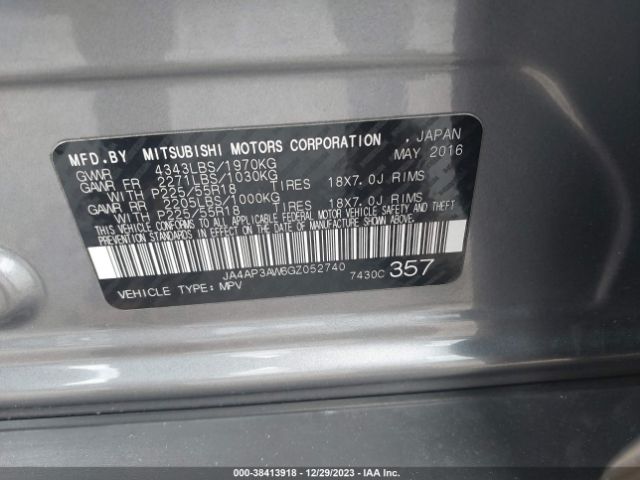 MFD.BY MITSUBISHI MOTORS CORPORATION , JAPAN
GVWR 4343LBS/1970KG MAY 2016
GAWR FR 2271LBS/1030KG
WITH P225/55R18 TIRES 18X7.0J RIMS
GAWR RR 2205LBS/1000KG
WITH P225/55R18 TIRES 18X7.0J RIMS
THIS VEHICLE CONFORMS TO ALL APPLICABLE FEDERAL MOTOR VEHICLE SAFETY AND THEFT
PREVENTION STANDARDS IN EFFECT ON THE DATE OF MANUFACTURE SHOWN ABOVE.
JA4AP3AW6GZ052740 7430C 357
VEHICLE TYPE: MPV
000-38413918 - 12/29/2023 - IAA Inc.